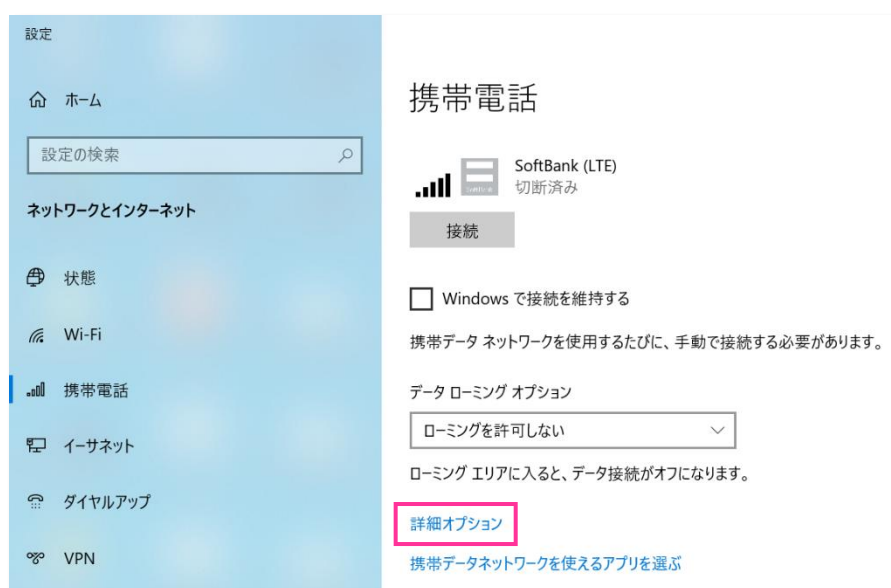 設定
ホーム
設定の検索
ネットワークとインターネット
状態
Wi-Fi
携帯電話
イーサネット
ダイヤルアップ
VPN
携帯電話
SoftBank (LTE)
切断済み
接続
Windows で接続を維持する
携帯データ ネットワークを使用するたびに、手動で接続する必要があります。
データ ローミング オプション
ローミングを許可しない
ローミング エリアに入ると、データ接続がオフになります。
詳細オプション
携帯データネットワークを使えるアプリを選ぶ